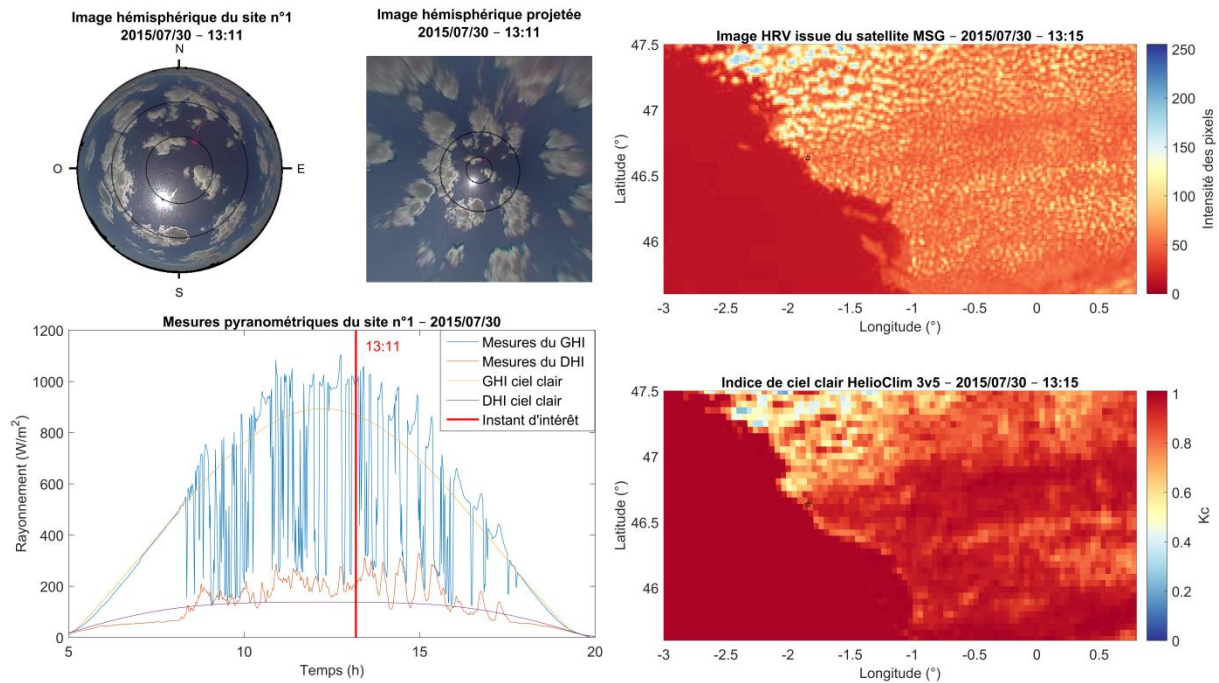 Image hémisphérique du site n°1
2015/07/30 – 13:11
N
O
E
S
Image hémisphérique projetée
2015/07/30 – 13:11
Image HRV issue du satellite MSG – 2015/07/30 – 13:15
47.5
47
46.5
46
Latitude (°)
-3 -2.5 -2 -1.5 -1 -0.5 0 0.5
Longitude (°)
250
200
150
100
50
0
Intensité des pixels
Mesures pyranométriques du site n°1 – 2015/07/30
1200
1000
800
600
400
200
0
Rayonnement (W/m²)
5 10 15 20
Temps (h)
13:11
Mesures du GHI
Mesures du DHI
GHI ciel clair
DHI ciel clair
Instant d'intérêt
Indice de ciel clair HelioClim 3v5 – 2015/07/30 – 13:15
47.5
47
46.5
46
Latitude (°)
-3 -2.5 -2 -1.5 -1 -0.5 0 0.5
Longitude (°)
1
0.8
0.6
0.4
0.2
0
Kc